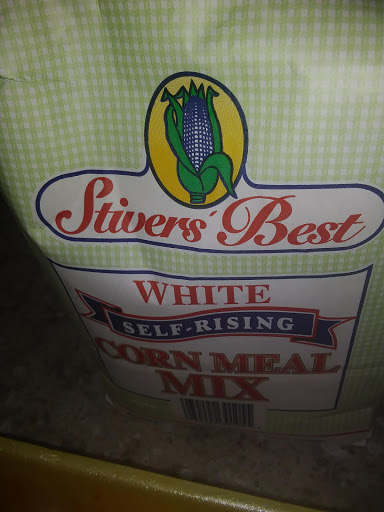 Stivers' Best
WHITE
SELF-RISING
CORN MEAL
MIX